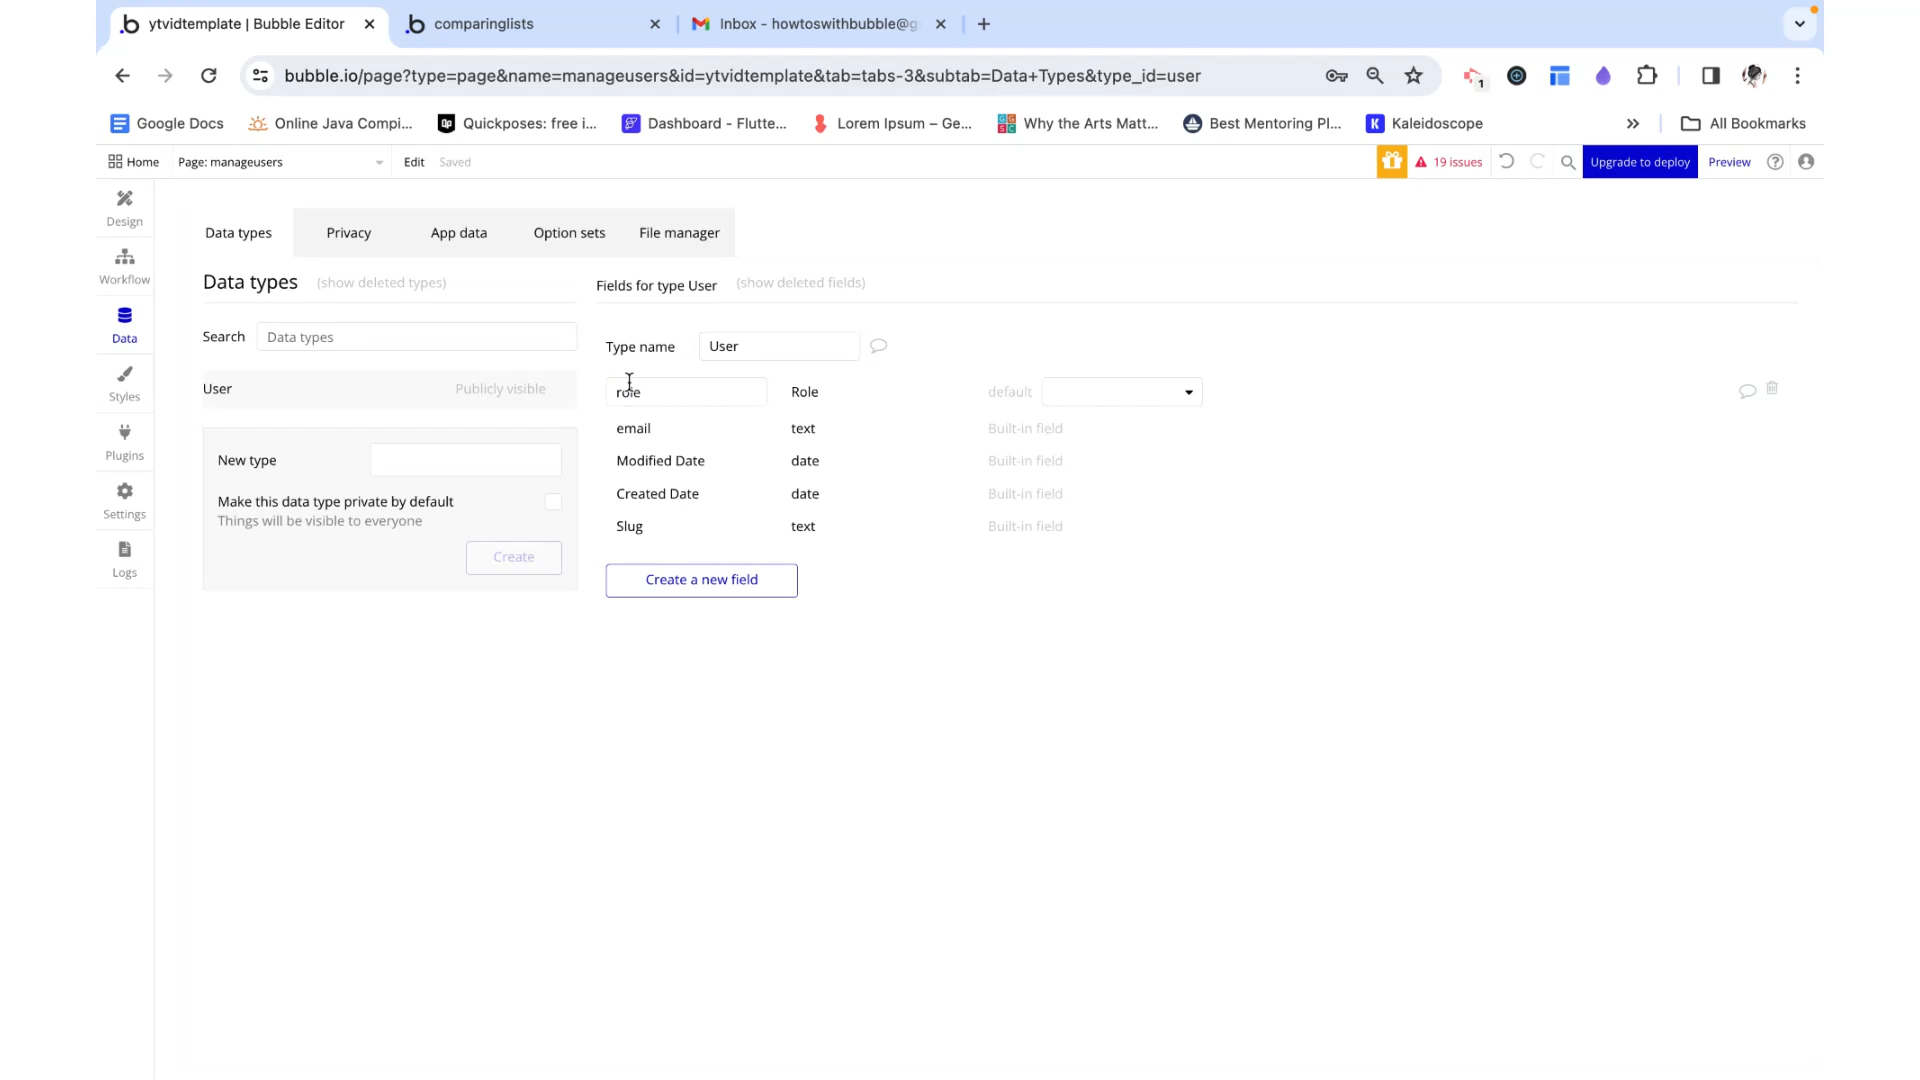 ytvidtemplate | Bubble Editor
comparinglists
Inbox - howtoswithbubble@g
bubble.io/page?type=page&name=manageusers&id=ytvidtemplate&tab=tabs-3&subtab=Data+Types&type_id=user
1
Google Docs
Online Java Compi...
Quickposes: free i...
Dashboard - Flutte...
Lorem Ipsum – Ge...
Why the Arts Matt...
Best Mentoring Pl...
Kaleidoscope
All Bookmarks
Home
Page: manageusers
Edit
Saved
19 issues
Upgrade to deploy
Preview
Design
Workflow
Data
Styles
Plugins
Settings
Logs
Data types
Privacy
App data
Option sets
File manager
Data types (show deleted types)
Search
Data types
User Publicly visible
New type
Make this data type private by default
Things will be visible to everyone
Create
Fields for type User (show deleted fields)
Type name User
role Role default
email text Built-in field
Modified Date date Built-in field
Created Date date Built-in field
Slug text Built-in field
Create a new field